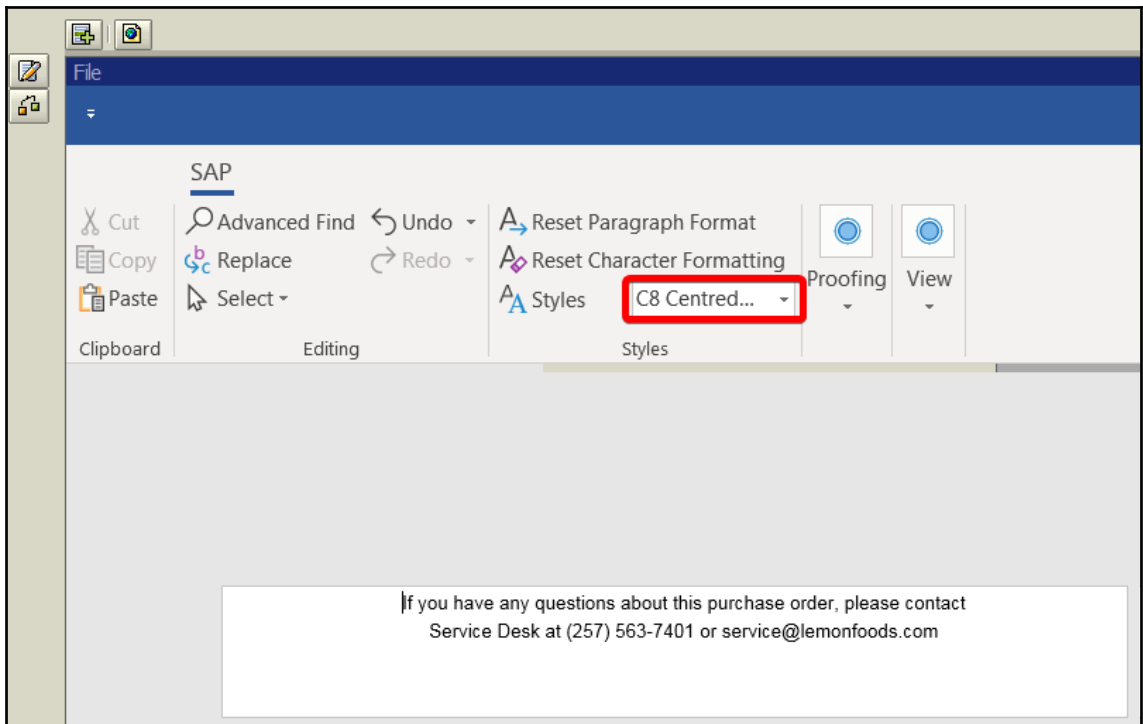 File
SAP
Cut
Advanced Find
Undo
Reset Paragraph Format
Copy
Replace
Redo
Reset Character Formatting
Proofing
View
Paste
Select
Styles
C8 Centred...
Clipboard
Editing
Styles
If you have any questions about this purchase order, please contact
Service Desk at (257) 563-7401 or service@lemonfoods.com